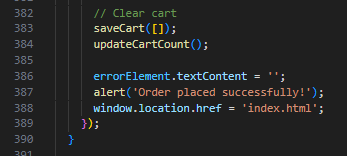 382 // Clear cart
383 saveCart([]);
384 updateCartCount();
385
386 errorElement.textContent = '';
387 alert('Order placed successfully!');
388 window.location.href = 'index.html';
389 });
390 }
391